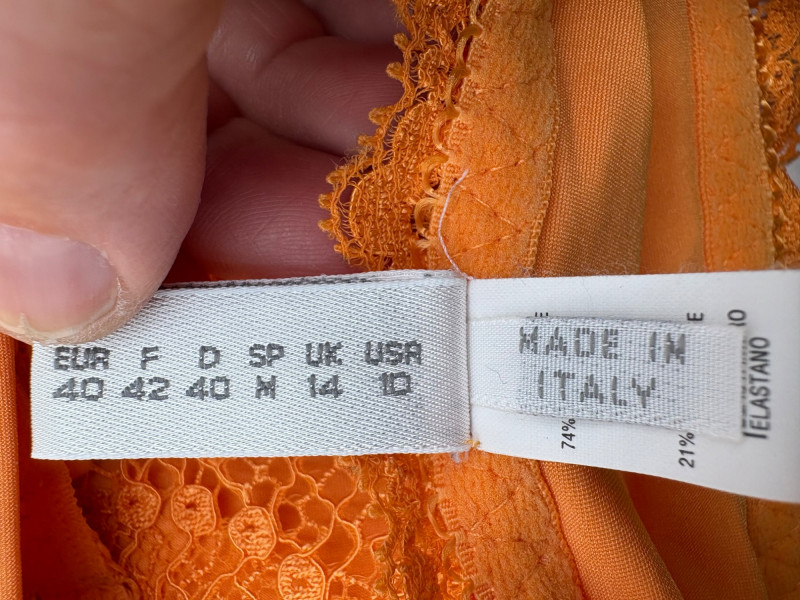 EUR F D SP UK USA
40 42 40 M 14 10
MADE IN
ITALY
74%
21%
ELASTANO